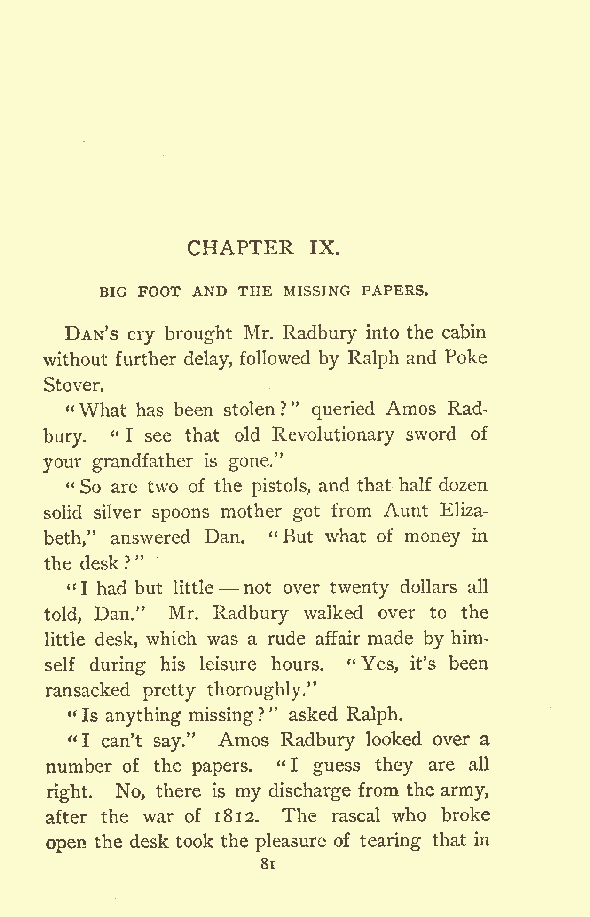 CHAPTER IX.
BIG FOOT AND THE MISSING PAPERS.
DAN'S cry brought Mr. Radbury into the cabin
without further delay, followed by Ralph and Poke
Stover.
"What has been stolen?" queried Amos Rad-
bury. "I see that old Revolutionary sword of
your grandfather is gone."
"So are two of the pistols, and that half dozen
solid silver spoons mother got from Aunt Eliza-
beth," answered Dan. "But what of money in
the desk?"
"I had but little — not over twenty dollars all
told, Dan." Mr. Radbury walked over to the
little desk, which was a rude affair made by him-
self during his leisure hours. "Yes, it's been
ransacked pretty thoroughly."
"Is anything missing?" asked Ralph.
"I can't say." Amos Radbury looked over a
number of the papers. "I guess they are all
right. No, there is my discharge from the army,
after the war of 1812. The rascal who broke
open the desk took the pleasure of tearing that in
81